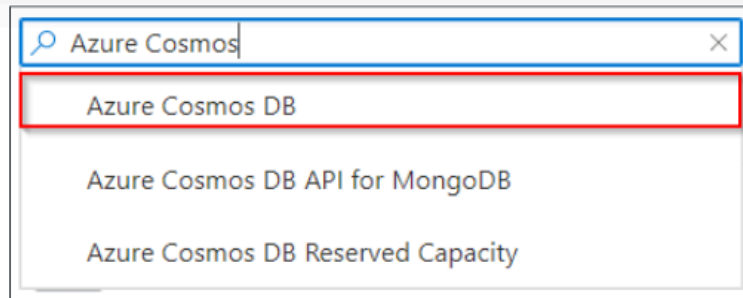 Azure Cosmos
Azure Cosmos DB
Azure Cosmos DB API for MongoDB
Azure Cosmos DB Reserved Capacity